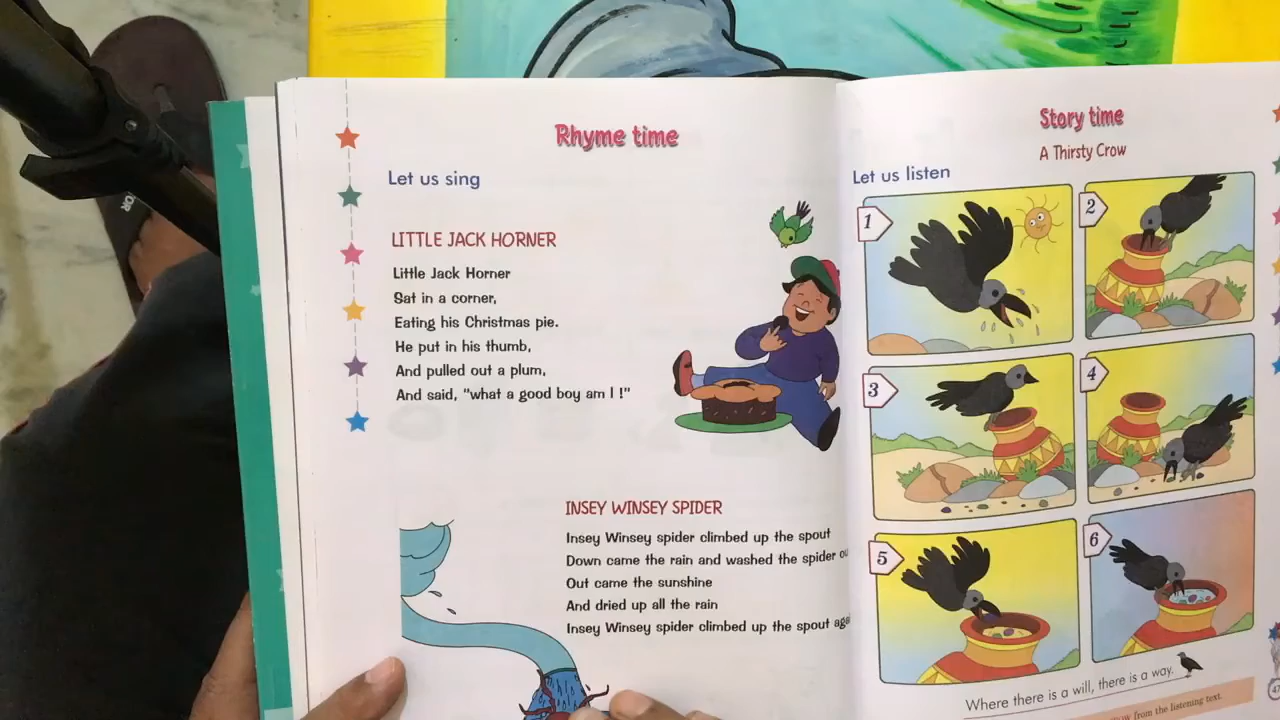 Rhyme time
Let us sing
LITTLE JACK HORNER
Little Jack Horner
Sat in a corner,
Eating his Christmas pie.
He put in his thumb,
And pulled out a plum,
And said, "what a good boy am I !"
INSEY WINSEY SPIDER
Insey Winsey spider climbed up the spout
Down came the rain and washed the spider
Out came the sunshine
And dried up all the rain
Insey Winsey spider climbed up the spout
Story time
A Thirsty Crow
Let us listen
1
2
3
4
5
6
Where there is a will, there is a way.
from the listening text.